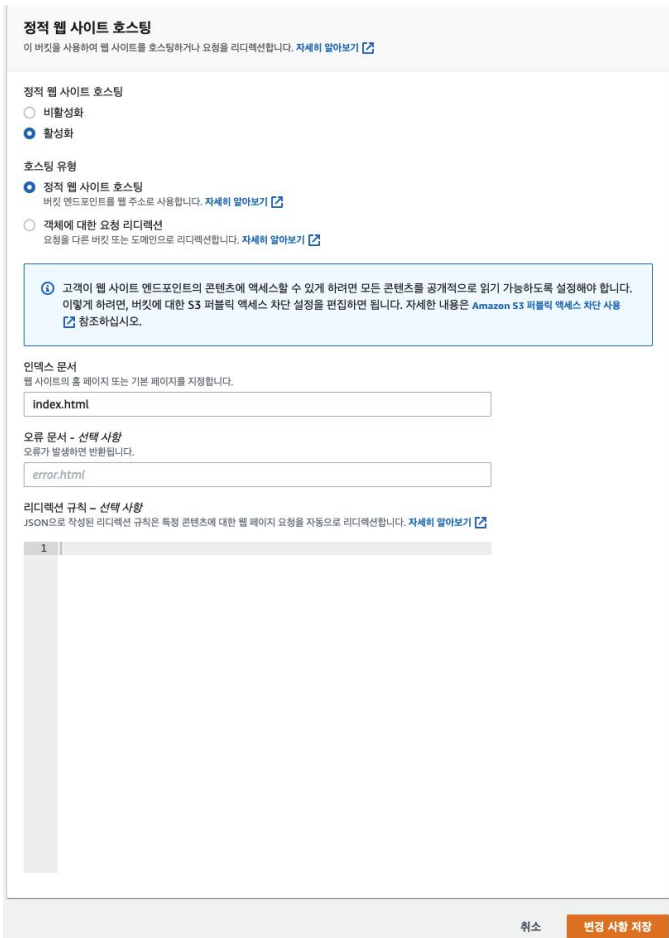 정적 웹 사이트 호스팅
이 버킷을 사용하여 웹 사이트를 호스팅하거나 요청을 리디렉션합니다. 자세히 알아보기
정적 웹 사이트 호스팅
비활성화
활성화
호스팅 유형
정적 웹 사이트 호스팅
버킷 엔드포인트를 웹 주소로 사용합니다. 자세히 알아보기
객체에 대한 요청 리디렉션
요청을 다른 버킷 또는 도메인으로 리디렉션합니다. 자세히 알아보기
고객이 웹 사이트 엔드포인트의 콘텐츠에 액세스할 수 있게 하려면 모든 콘텐츠를 공개적으로 읽기 가능하도록 설정해야 합니다.
이렇게 하려면, 버킷에 대한 S3 퍼블릭 액세스 차단 설정을 편집하면 됩니다. 자세한 내용은 Amazon S3 퍼블릭 액세스 차단 사용
참조하십시오.
인덱스 문서
웹 사이트의 홈 페이지 또는 기본 페이지를 지정합니다.
index.html
오류 문서 - 선택 사항
오류가 발생하면 반환됩니다.
error.html
리디렉션 규칙 – 선택 사항
JSON으로 작성된 리디렉션 규칙은 특정 콘텐츠에 대한 웹 페이지 요청을 자동으로 리디렉션합니다. 자세히 알아보기
1
취소 변경 사항 저장